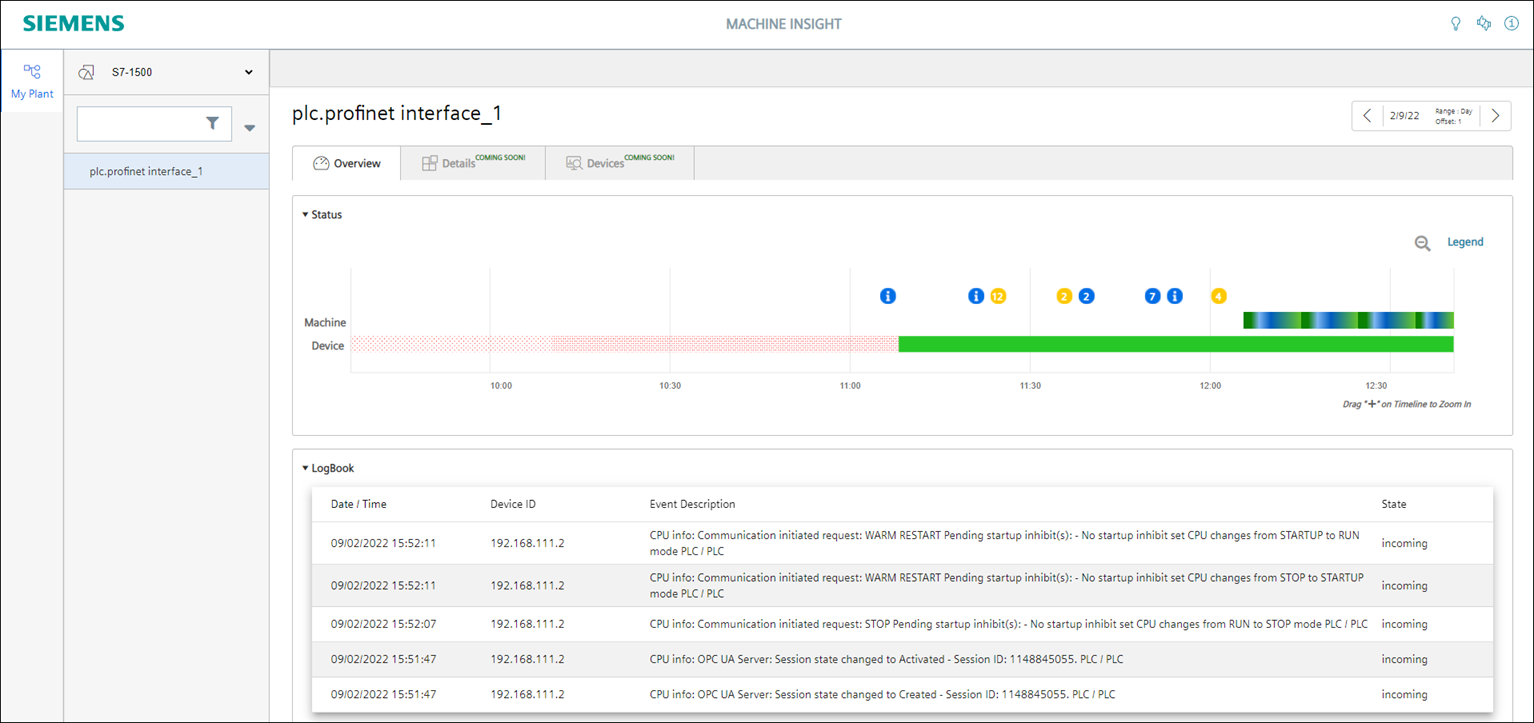 SIEMENS
MACHINE INSIGHT
My Plant
S7-1500
plc.profinet interface_1
plc.profinet interface_1
2/9/22
Range : Day
Offset: 1
Overview
Details COMING SOON!
Devices COMING SOON!
Status
Legend
12 2 2 7 4
Machine
Device
10:00 10:30 11:00 11:30 12:00 12:30
Drag "+" on Timeline to Zoom In
LogBook
Date / Time Device ID Event Description State
09/02/2022 15:52:11 192.168.111.2 CPU info: Communication initiated request: WARM RESTART Pending startup inhibit(s): - No startup inhibit set CPU changes from STARTUP to RUN
mode PLC / PLC incoming
09/02/2022 15:52:11 192.168.111.2 CPU info: Communication initiated request: WARM RESTART Pending startup inhibit(s): - No startup inhibit set CPU changes from STOP to STARTUP
mode PLC / PLC incoming
09/02/2022 15:52:07 192.168.111.2 CPU info: Communication initiated request: STOP Pending startup inhibit(s): - No startup inhibit set CPU changes from RUN to STOP mode PLC / PLC incoming
09/02/2022 15:51:47 192.168.111.2 CPU info: OPC UA Server: Session state changed to Activated - Session ID: 1148845055. PLC / PLC incoming
09/02/2022 15:51:47 192.168.111.2 CPU info: OPC UA Server: Session state changed to Created - Session ID: 1148845055. PLC / PLC incoming